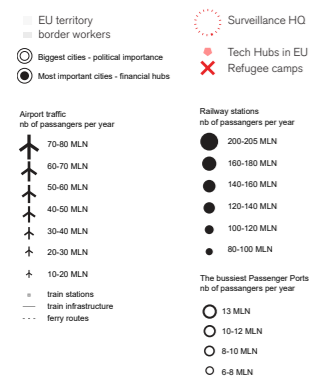 EU territory
border workers
Biggest cities - political importance
Most important cities - financial hubs
Surveillance HQ
Tech Hubs in EU
Refugee camps
Airport traffic
nb of passangers per year
70-80 MLN
60-70 MLN
50-60 MLN
40-50 MLN
30-40 MLN
20-30 MLN
10-20 MLN
train stations
train infrastructure
ferry routes
Railway stations
nb of passangers per year
200-205 MLN
160-180 MLN
140-160 MLN
120-140 MLN
100-120 MLN
80-100 MLN
The bussiest Passenger Ports
nb of passangers per year
13 MLN
10-12 MLN
8-10 MLN
6-8 MLN